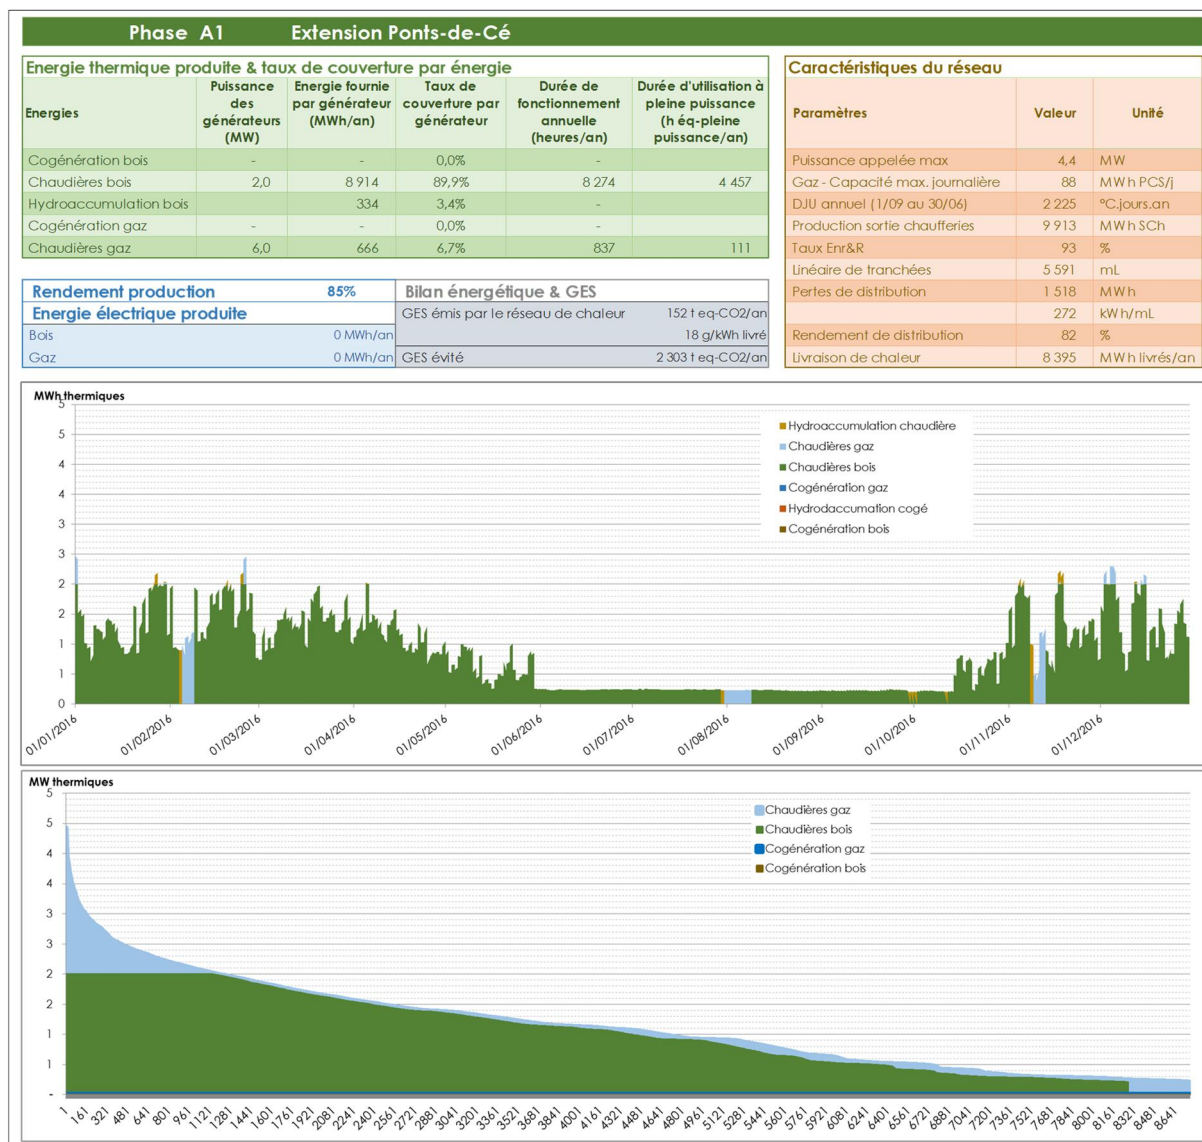 Phase A1 Extension Ponts-de-Cé
Energie thermique produite & taux de couverture par énergie
Energies
Puissance des générateurs (MW)
Energie fournie par générateur (MWh/an)
Taux de couverture par générateur
Durée de fonctionnement annuelle (heures/an)
Durée d'utilisation à pleine puissance (h éq-pleine puissance/an)
Cogénération bois - - 0,0% -
Chaudières bois 2,0 8 914 89,9% 8 274 4 457
Hydroaccumulation bois 334 3,4% -
Cogénération gaz - - 0,0% -
Chaudières gaz 6,0 666 6,7% 837 111
Caractéristiques du réseau
Paramètres Valeur Unité
Puissance appelée max 4,4 MW
Gaz - Capacité max. journalière 88 MWh PCS/j
DJU annuel (1/09 au 30/06) 2 225 °C.jours.an
Production sortie chaufferies 9 913 MWh SCh
Taux Enr&R 93 %
Linéaire de tranchées 5 591 mL
Pertes de distribution 1 518 MWh
272 kWh/mL
Rendement de distribution 82 %
Livraison de chaleur 8 395 MWh livrés/an
Rendement production 85%
Energie électrique produite
Bois 0 MWh/an
Gaz 0 MWh/an
Bilan énergétique & GES
GES émis par le réseau de chaleur 152 t eq-CO2/an
18 g/kWh livré
GES évité 2 303 t eq-CO2/an
MWh thermiques
5
5
4
4
3
3
2
2
1
1
0
Hydroaccumulation chaudière
Chaudières gaz
Chaudières bois
Cogénération gaz
Hydrodaccumation cogé
Cogénération bois
01/01/2016 01/02/2016 01/03/2016 01/04/2016 01/05/2016 01/06/2016 01/07/2016 01/08/2016 01/09/2016 01/10/2016 01/11/2016 01/12/2016
MW thermiques
5
5
4
4
3
3
2
2
1
1
-
Chaudières gaz
Chaudières bois
Cogénération gaz
Cogénération bois
1 161 321 481 641 801 961 1121 1281 1441 1601 1761 1921 2081 2241 2401 2561 2721 2881 3041 3201 3361 3521 3681 3841 4001 4161 4321 4481 4641 4801 4961 5121 5281 5441 5601 5761 5921 6081 6241 6401 6561 6721 6881 7041 7201 7361 7521 7681 7841 8001 8161 8321 8481 8641